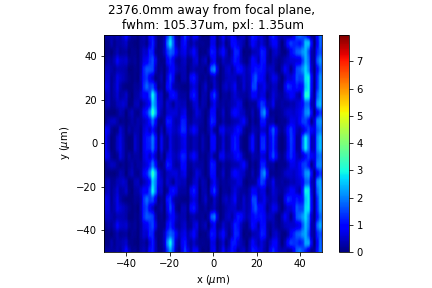 2376.0mm away from focal plane,
fwhm: 105.37um, pxl: 1.35um
40
20
0
−20
−40
y (μm)
−40 −20 0 20 40
x (μm)
7
6
5
4
3
2
1
0